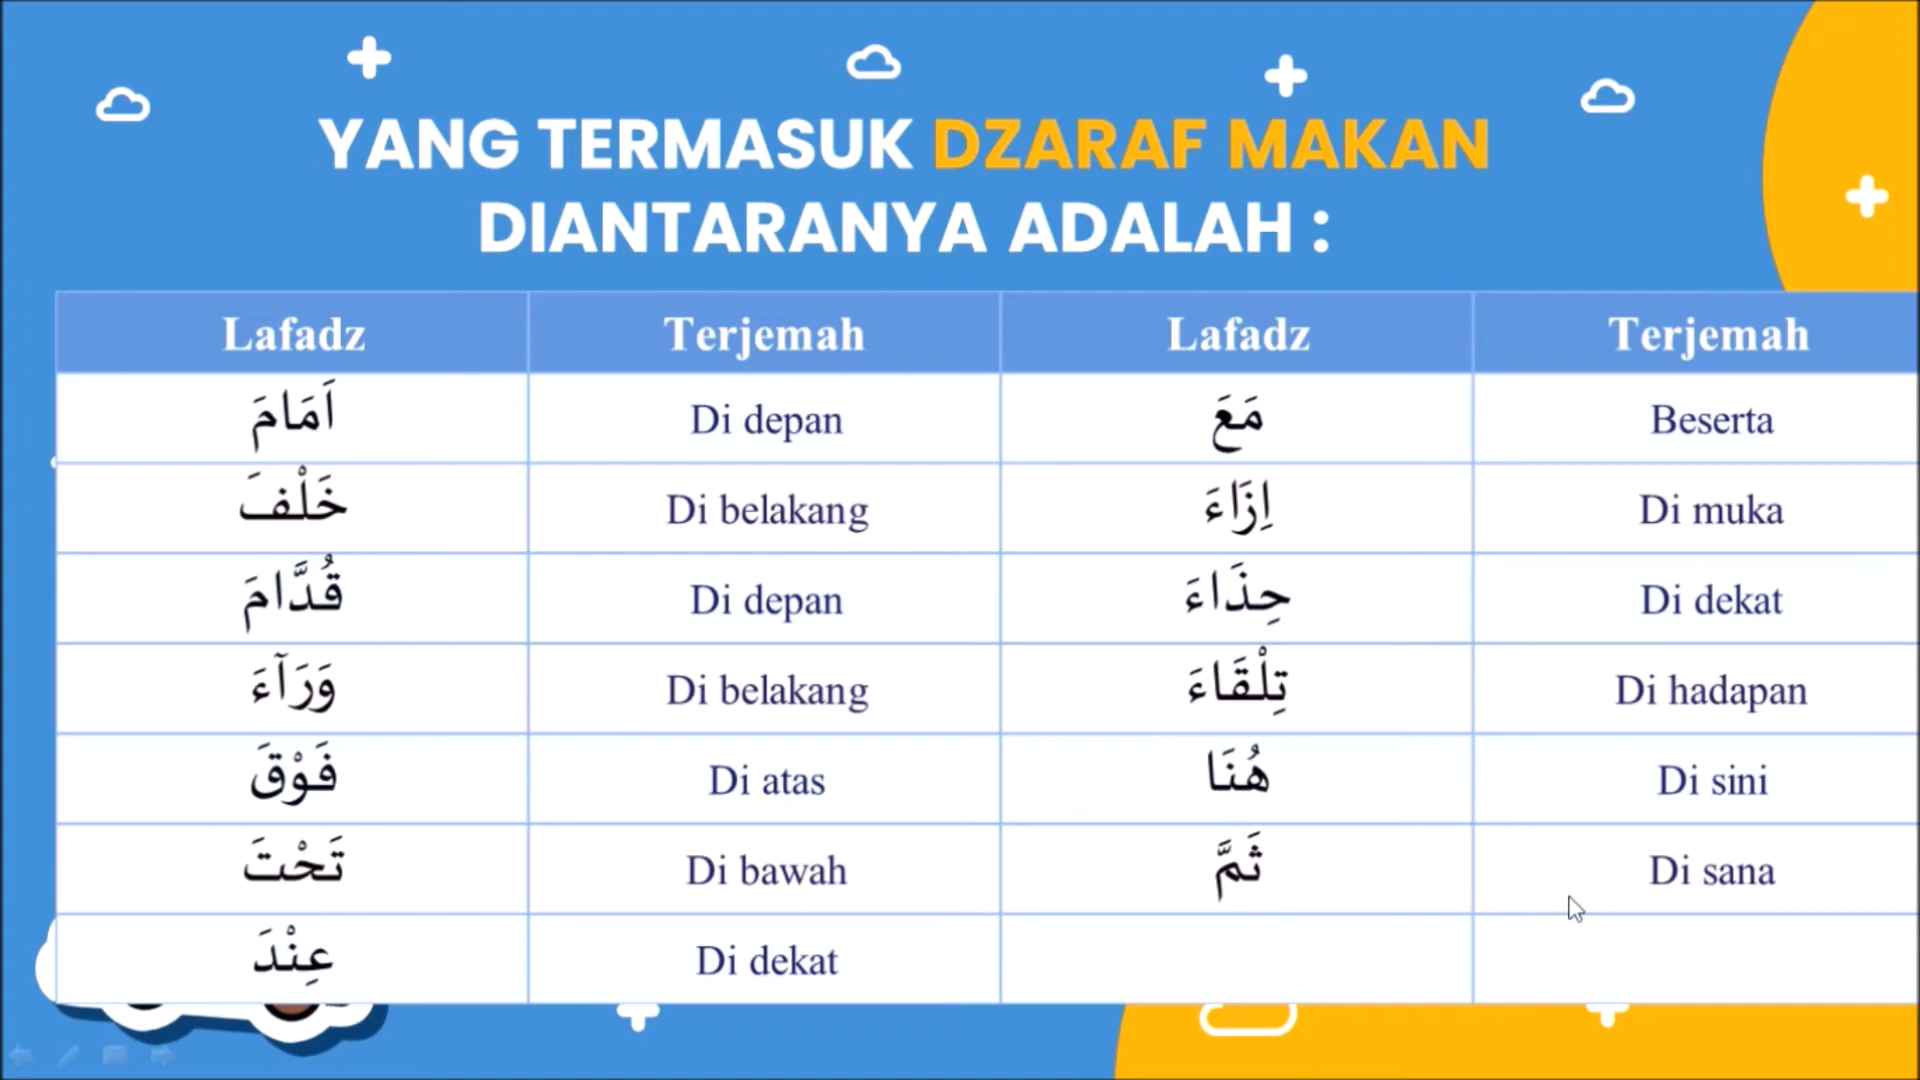 YANG TERMASUK DZARAF MAKAN
DIANTARANYA ADALAH :
Lafadz Terjemah Lafadz Terjemah
اَمَامَ Di depan مَعَ Beserta
خَلْفَ Di belakang اِزَاءَ Di muka
قُدَّامَ Di depan حِذَاءَ Di dekat
وَرَآءَ Di belakang تِلْقَاءَ Di hadapan
فَوْقَ Di atas هُنَا Di sini
تَحْتَ Di bawah ثَمَّ Di sana
عِنْدَ Di dekat